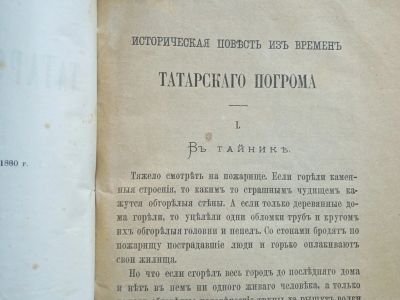 1880 г.
ИСТОРИЧЕСКАЯ ПОВѢСТЬ ИЗЪ ВРЕМЕНЪ
ТАТАРСКАГО ПОГРОМА
I.
Въ тайникѣ.
Тяжело смотрѣть на пожарище. Если горѣли камен-
ныя строенія, то какимъ то страшнымъ чудищемъ ка-
жутся обгорѣлыя стѣны. А если только деревянные до-
ма горѣли, то уцѣлѣли одни обломки трубъ и кругомъ
ихъ обгорѣлыя головни и пепелъ. Со стонами бродятъ по
пожарищу пострадавшіе люди и горько оплакиваютъ
свои жилища.
Но что если сгорѣлъ весь городъ до послѣдняго дома
и нѣтъ въ немъ ни одного живаго человѣка, а только